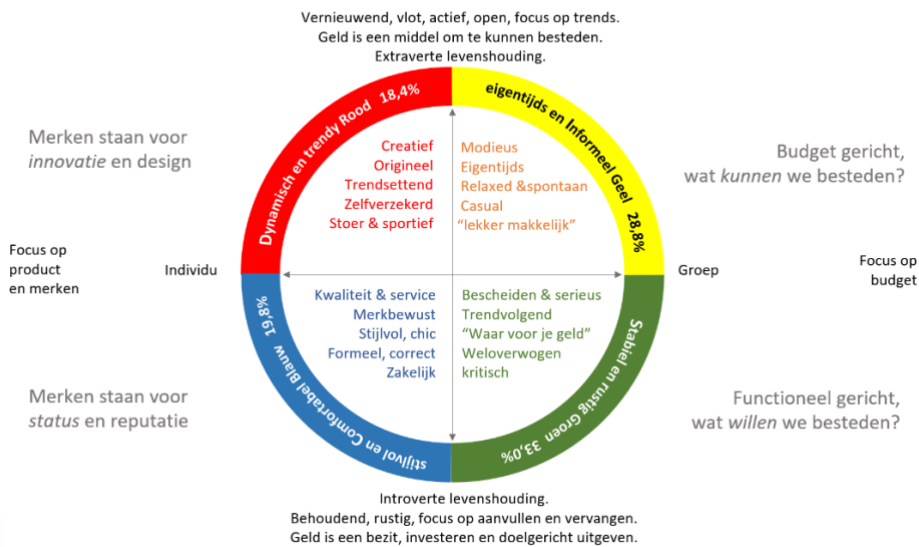 Vernieuwend, vlot, actief, open, focus op trends.
Geld is een middel om te kunnen besteden.
Extraverte levenshouding.
Dynamisch en trendy Rood 18,4%
eigentijds en Informeel Geel 28,8%
Merken staan voor
innovatie en design
Creatief
Origineel
Trendsettend
Zelfverzekerd
Stoer & sportief
Modieus
Eigentijds
Relaxed &spontaan
Casual
“lekker makkelijk”
Budget gericht,
wat kunnen we besteden?
Focus op
product
en merken
Individu
Groep
Focus op
budget
Kwaliteit & service
Merkbewust
Stijlvol, chic
Formeel, correct
Zakelijk
Bescheiden & serieus
Trendvolgend
“Waar voor je geld”
Weloverwogen
kritisch
Merken staan voor
status en reputatie
Functioneel gericht,
wat willen we besteden?
stijlvol en Comfortabel Blauw 19,8%
Stabiel en rustig Groen 33,0%
Introverte levenshouding.
Behoudend, rustig, focus op aanvullen en vervangen.
Geld is een bezit, investeren en doelgericht uitgeven.